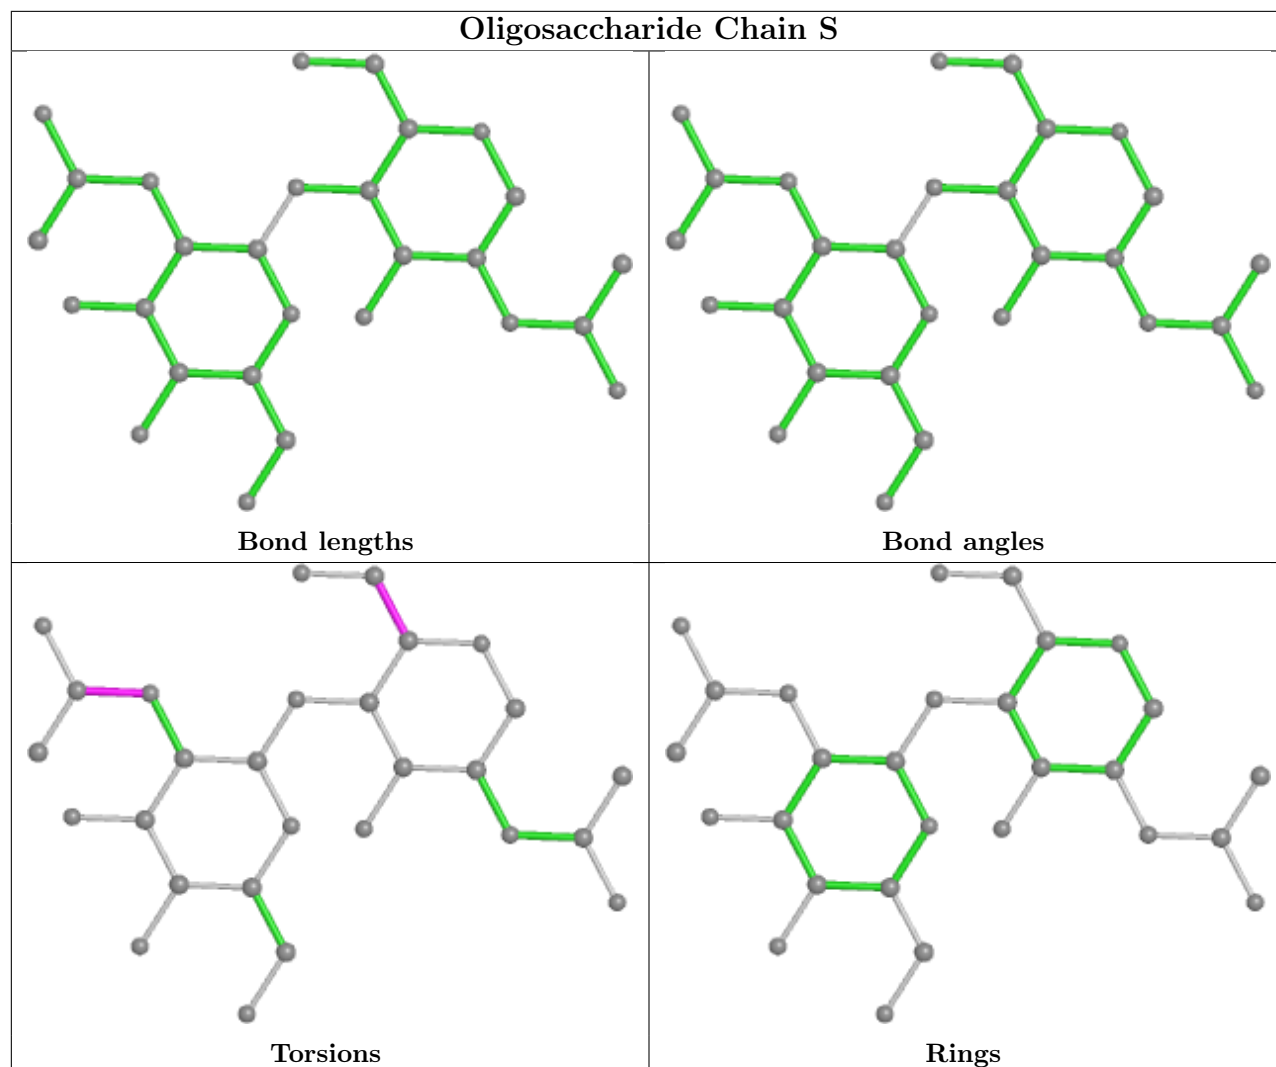 Oligosaccharide Chain S
Bond lengths
Bond angles
Torsions
Rings